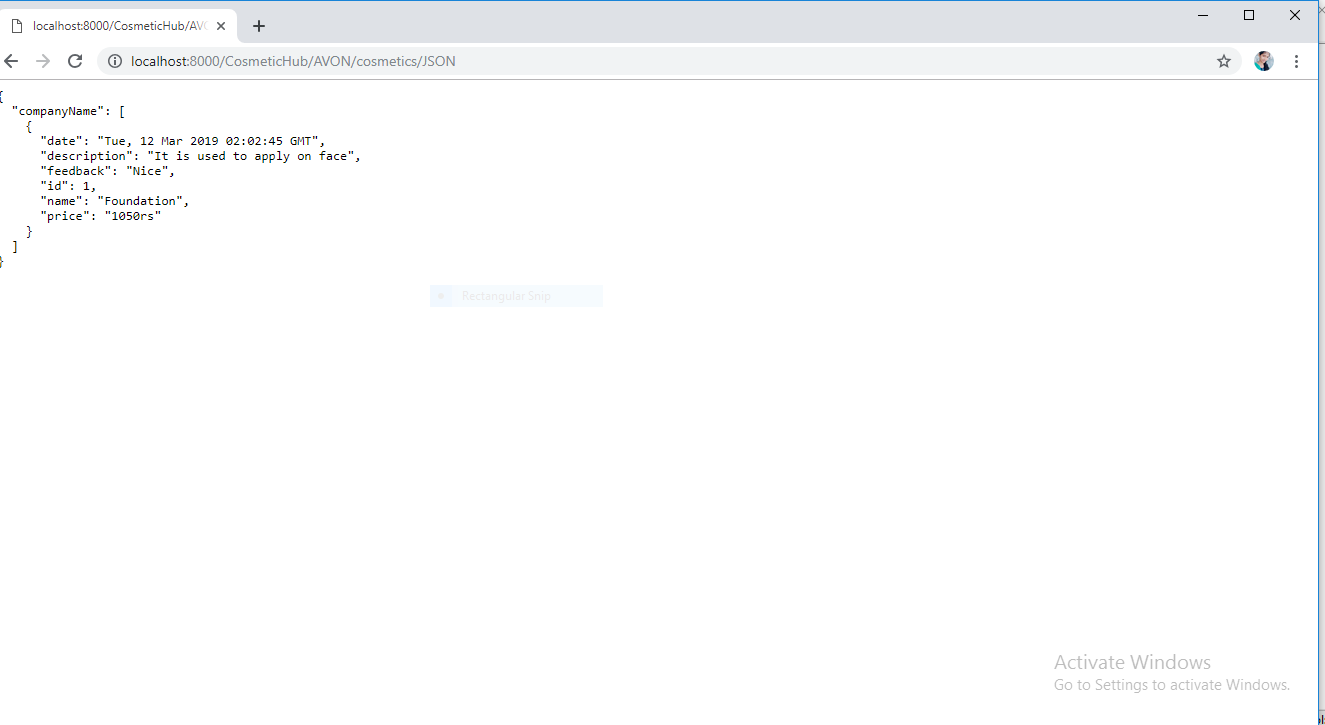 localhost:8000/CosmeticHub/AVO
localhost:8000/CosmeticHub/AVON/cosmetics/JSON
{
"companyName": [
{
"date": "Tue, 12 Mar 2019 02:02:45 GMT",
"description": "It is used to apply on face",
"feedback": "Nice",
"id": 1,
"name": "Foundation",
"price": "1050rs"
}
]
}
Rectangular Snip
Activate Windows
Go to Settings to activate Windows.